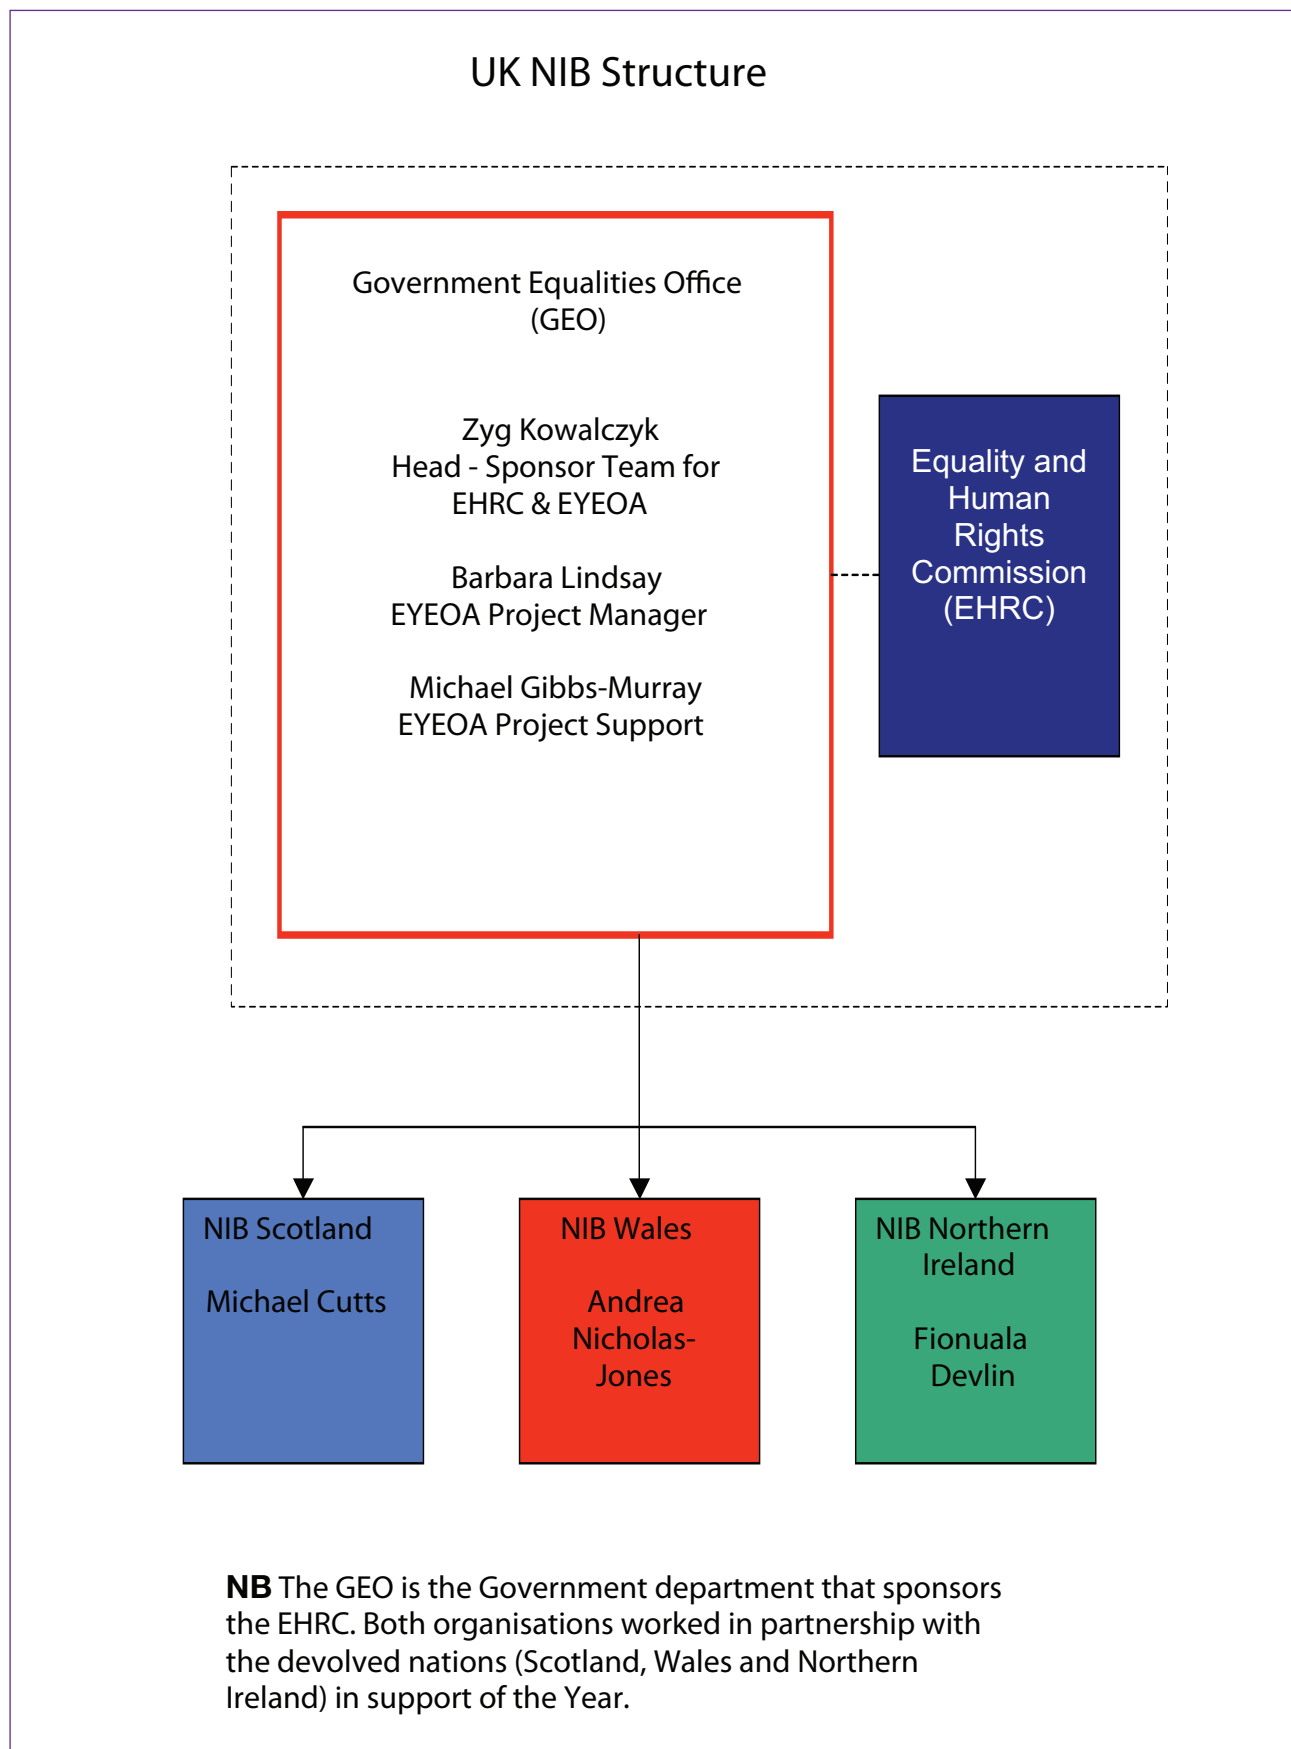 UK NIB Structure
Government Equalities Office
(GEO)
Zyg Kowalczyk
Head - Sponsor Team for
EHRC & EYEOA
Barbara Lindsay
EYEOA Project Manager
Michael Gibbs-Murray
EYEOA Project Support
Equality and
Human
Rights
Commission
(EHRC)
NIB Scotland
Michael Cutts
NIB Wales
Andrea
Nicholas-
Jones
NIB Northern
Ireland
Fionuala
Devlin
NB The GEO is the Government department that sponsors
the EHRC. Both organisations worked in partnership with
the devolved nations (Scotland, Wales and Northern
Ireland) in support of the Year.